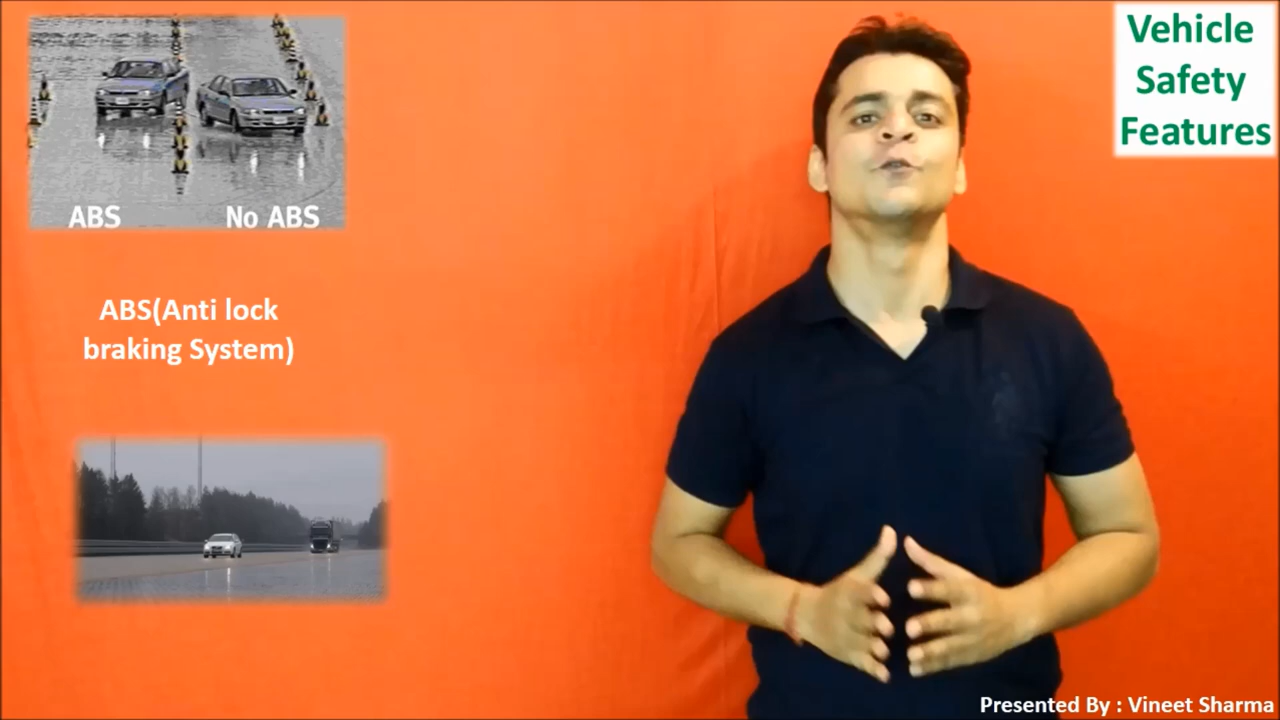 Vehicle
Safety
Features
ABS No ABS
ABS(Anti lock
braking System)
Presented By : Vineet Sharma